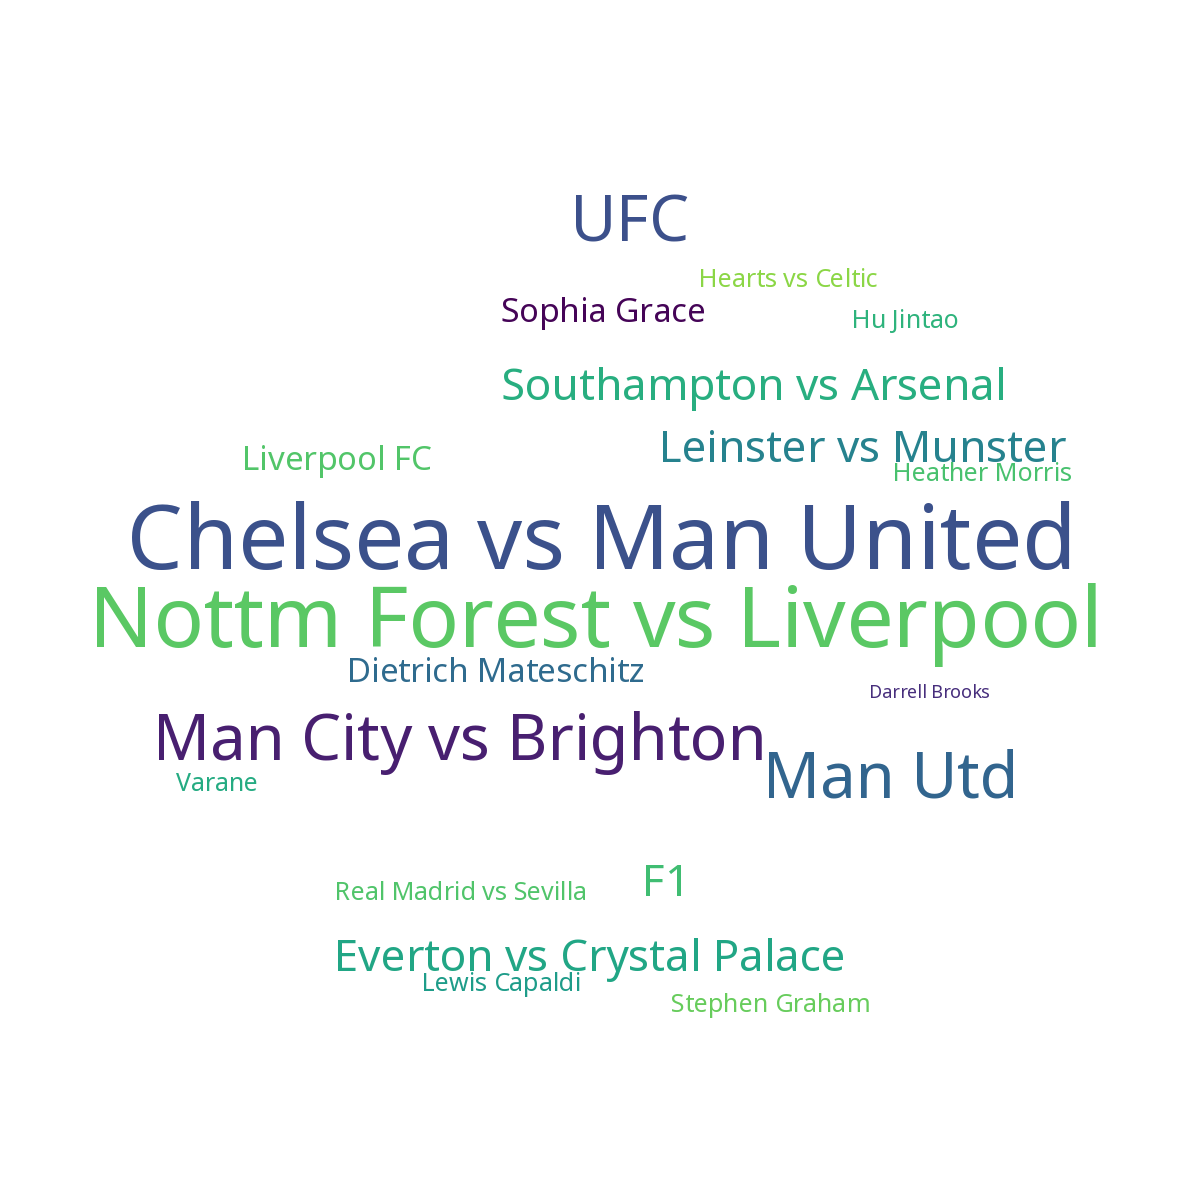 UFC
Hearts vs Celtic
Sophia Grace
Hu Jintao
Southampton vs Arsenal
Leinster vs Munster
Liverpool FC
Heather Morris
Chelsea vs Man United
Nottm Forest vs Liverpool
Dietrich Mateschitz
Darrell Brooks
Man City vs Brighton
Man Utd
Varane
F1
Real Madrid vs Sevilla
Everton vs Crystal Palace
Lewis Capaldi
Stephen Graham